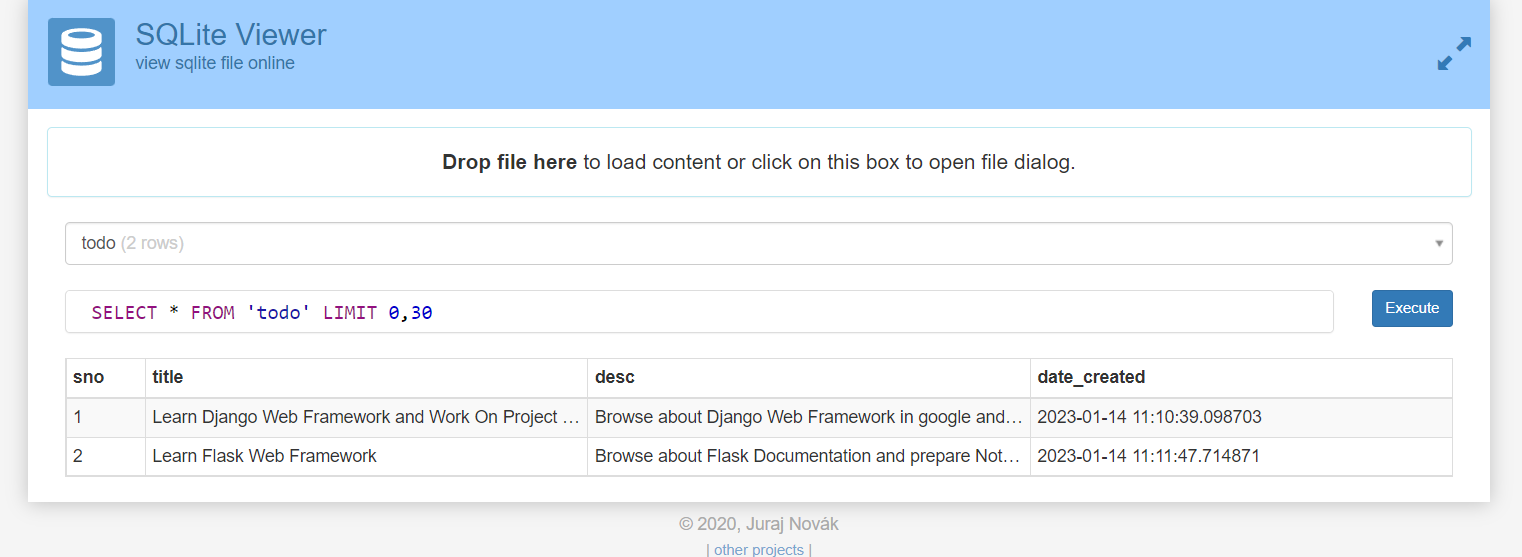 SQLite Viewer
view sqlite file online
Drop file here to load content or click on this box to open file dialog.
todo (2 rows)
SELECT * FROM 'todo' LIMIT 0,30
Execute
sno title desc date_created
1 Learn Django Web Framework and Work On Project ... Browse about Django Web Framework in google and... 2023-01-14 11:10:39.098703
2 Learn Flask Web Framework Browse about Flask Documentation and prepare Not... 2023-01-14 11:11:47.714871
© 2020, Juraj Novák
| other projects |